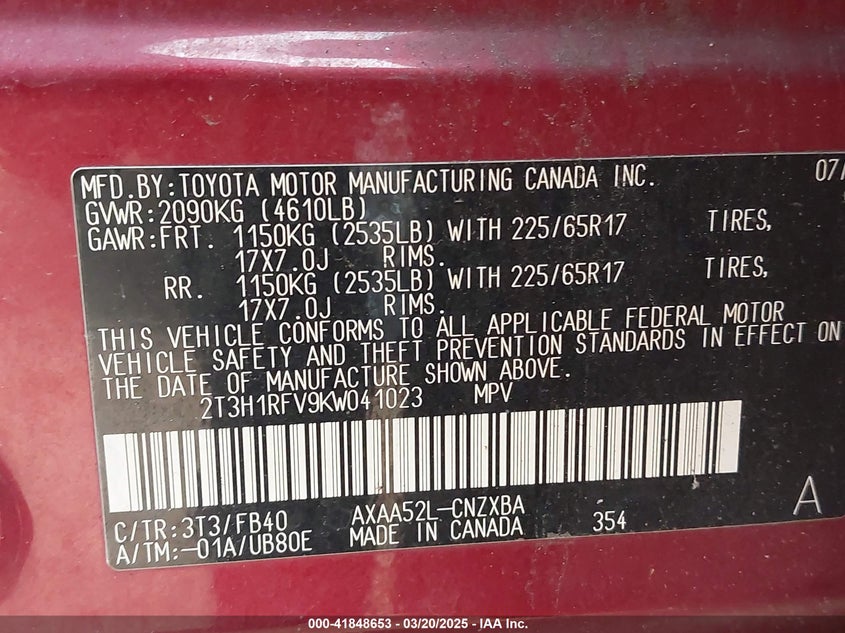 MFD.BY:TOYOTA MOTOR MANUFACTURING CANADA INC. 07/
GVWR:2090KG (4610LB)
GAWR:FRT. 1150KG (2535LB) WITH 225/65R17 TIRES,
17X7.0J RIMS.
RR. 1150KG (2535LB) WITH 225/65R17 TIRES,
17X7.0J RIMS.
THIS VEHICLE CONFORMS TO ALL APPLICABLE FEDERAL MOTOR
VEHICLE SAFETY AND THEFT PREVENTION STANDARDS IN EFFECT ON
THE DATE OF MANUFACTURE SHOWN ABOVE.
2T3H1RFV9KW041023 MPV
C/TR:3T3/FB40 AXAA52L-CNZXBA 354 A
A/TM:-01A/UB80E MADE IN CANADA
000-41848653 - 03/20/2025 - IAA Inc.